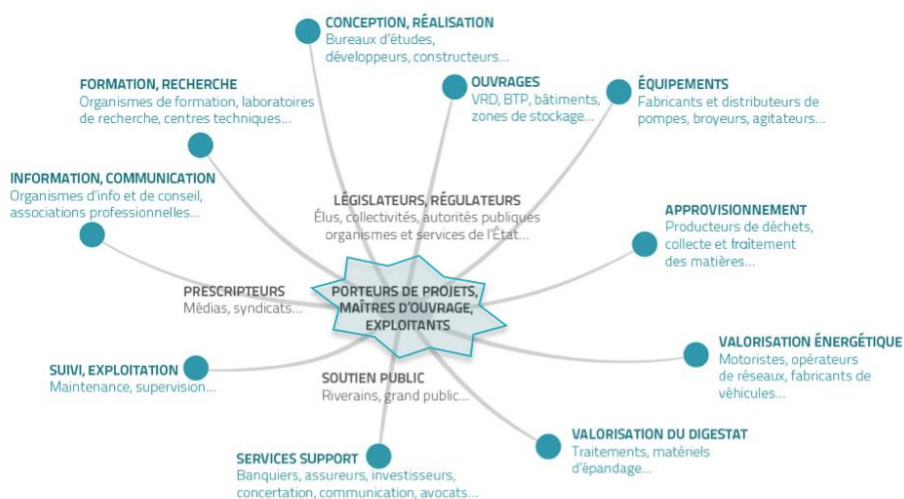 CONCEPTION, RÉALISATION
Bureaux d'études,
développeurs, constructeurs...
FORMATION, RECHERCHE
Organismes de formation, laboratoires
de recherche, centres techniques...
OUVRAGES
VRD, BTP, bâtiments,
zones de stockage...
ÉQUIPEMENTS
Fabricants et distributeurs de
pompes, broyeurs, agitateurs...
INFORMATION, COMMUNICATION
Organismes d'info et de conseil,
associations professionnelles...
LÉGISLATEURS, RÉGULATEURS
Élus, collectivités, autorités publiques
organismes et services de l'État...
APPROVISIONNEMENT
Producteurs de déchets,
collecte et traitement
des matières...
PRESCRIPTEURS
Médias, syndicats...
PORTEURS DE PROJETS,
MAÎTRES D'OUVRAGE,
EXPLOITANTS
VALORISATION ÉNERGÉTIQUE
Motoristes, opérateurs
de réseaux, fabricants de
véhicules...
SUIVI, EXPLOITATION
Maintenance, supervision...
SOUTIEN PUBLIC
Riverains, grand public...
VALORISATION DU DIGESTAT
Traitements, matériels
d'épandage...
SERVICES SUPPORT
Banquiers, assureurs, investisseurs,
concertation, communication, avocats...